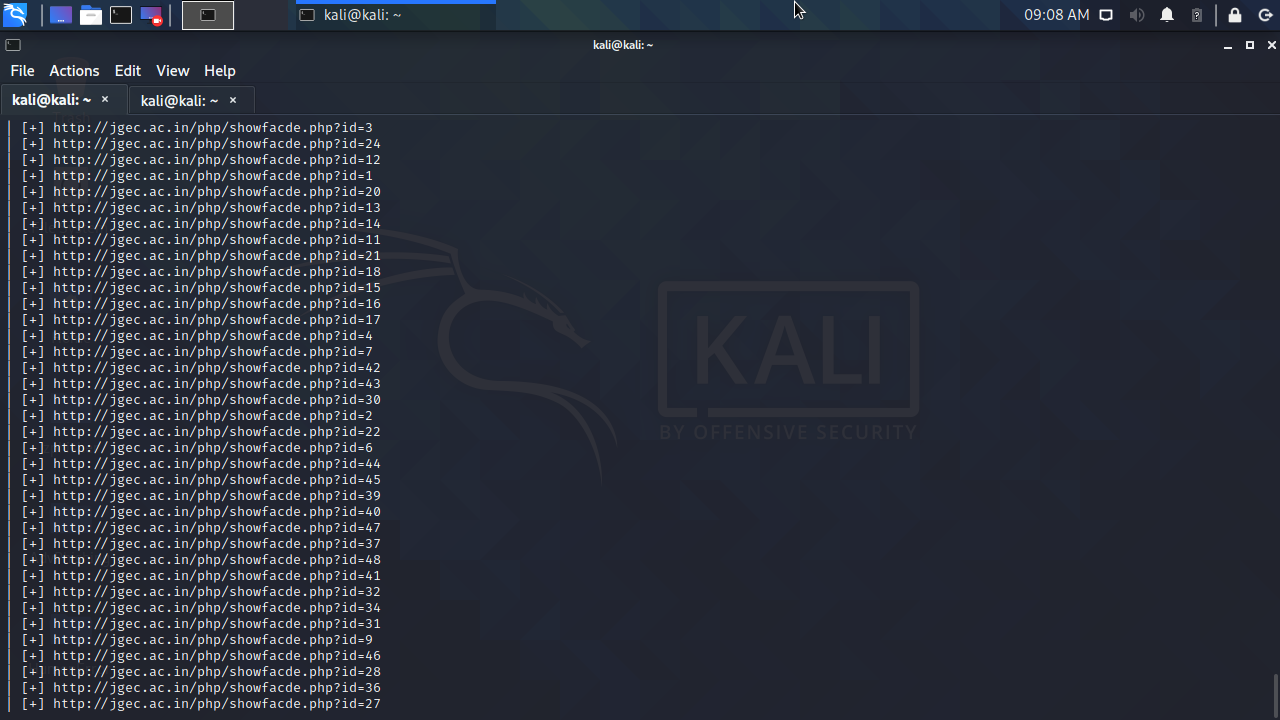 kali@kali: ~
09:08 AM
kali@kali: ~
File Actions Edit View Help
kali@kali: ~ × kali@kali: ~ ×
| [+] http://jgec.ac.in/php/showfacde.php?id=3
| [+] http://jgec.ac.in/php/showfacde.php?id=24
| [+] http://jgec.ac.in/php/showfacde.php?id=12
| [+] http://jgec.ac.in/php/showfacde.php?id=1
| [+] http://jgec.ac.in/php/showfacde.php?id=20
| [+] http://jgec.ac.in/php/showfacde.php?id=13
| [+] http://jgec.ac.in/php/showfacde.php?id=14
| [+] http://jgec.ac.in/php/showfacde.php?id=11
| [+] http://jgec.ac.in/php/showfacde.php?id=21
| [+] http://jgec.ac.in/php/showfacde.php?id=18
| [+] http://jgec.ac.in/php/showfacde.php?id=15
| [+] http://jgec.ac.in/php/showfacde.php?id=16
| [+] http://jgec.ac.in/php/showfacde.php?id=17
| [+] http://jgec.ac.in/php/showfacde.php?id=4
| [+] http://jgec.ac.in/php/showfacde.php?id=7
| [+] http://jgec.ac.in/php/showfacde.php?id=42
| [+] http://jgec.ac.in/php/showfacde.php?id=43
| [+] http://jgec.ac.in/php/showfacde.php?id=30
| [+] http://jgec.ac.in/php/showfacde.php?id=2
| [+] http://jgec.ac.in/php/showfacde.php?id=22
| [+] http://jgec.ac.in/php/showfacde.php?id=6
| [+] http://jgec.ac.in/php/showfacde.php?id=44
| [+] http://jgec.ac.in/php/showfacde.php?id=45
| [+] http://jgec.ac.in/php/showfacde.php?id=39
| [+] http://jgec.ac.in/php/showfacde.php?id=40
| [+] http://jgec.ac.in/php/showfacde.php?id=47
| [+] http://jgec.ac.in/php/showfacde.php?id=37
| [+] http://jgec.ac.in/php/showfacde.php?id=48
| [+] http://jgec.ac.in/php/showfacde.php?id=41
| [+] http://jgec.ac.in/php/showfacde.php?id=32
| [+] http://jgec.ac.in/php/showfacde.php?id=34
| [+] http://jgec.ac.in/php/showfacde.php?id=31
| [+] http://jgec.ac.in/php/showfacde.php?id=9
| [+] http://jgec.ac.in/php/showfacde.php?id=46
| [+] http://jgec.ac.in/php/showfacde.php?id=28
| [+] http://jgec.ac.in/php/showfacde.php?id=36
| [+] http://jgec.ac.in/php/showfacde.php?id=27
KALI
BY OFFENSIVE SECURITY